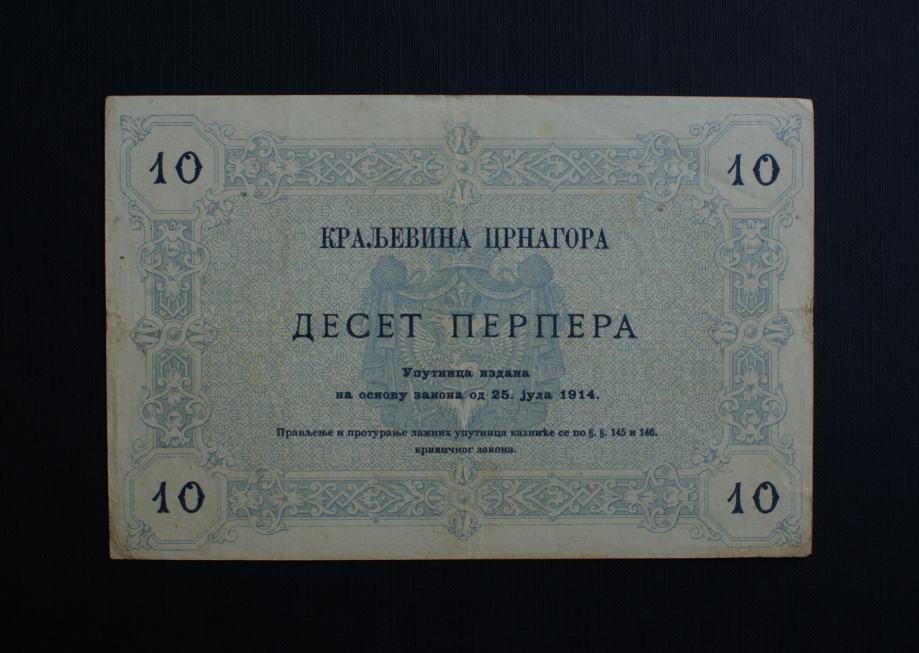 10 10
КРАЉЕВИНА ЦРНАГОРА
ДЕСЕТ ПЕРПЕРА
Упутница издана
на основу закона од 25. јула 1914.
Прављење и протурање лажних упутница казниће се по §. §. 145 и 146.
кривичног закона.
10 10